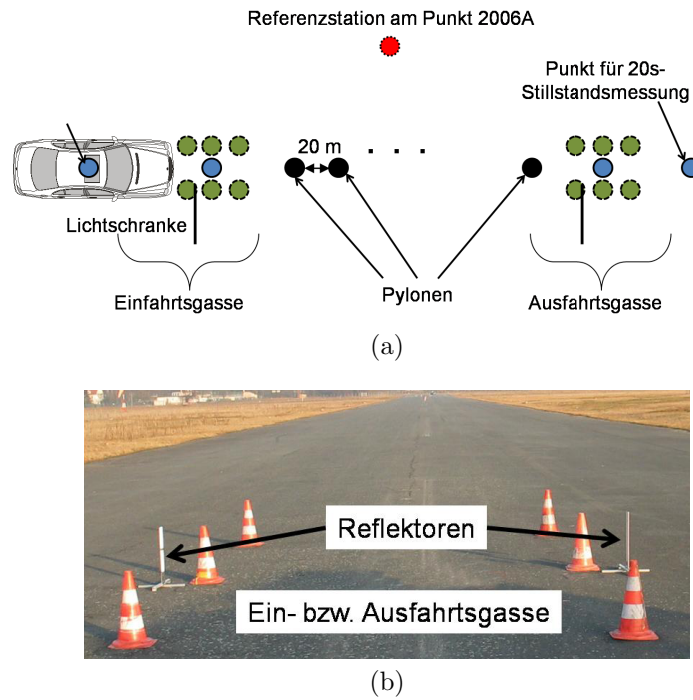 Referenzstation am Punkt 2006A
Punkt für 20s-
Stillstandsmessung
20 m
. . .
Lichtschranke
Einfahrtsgasse
Pylonen
Ausfahrtsgasse
(a)
Reflektoren
Ein- bzw. Ausfahrtsgasse
(b)